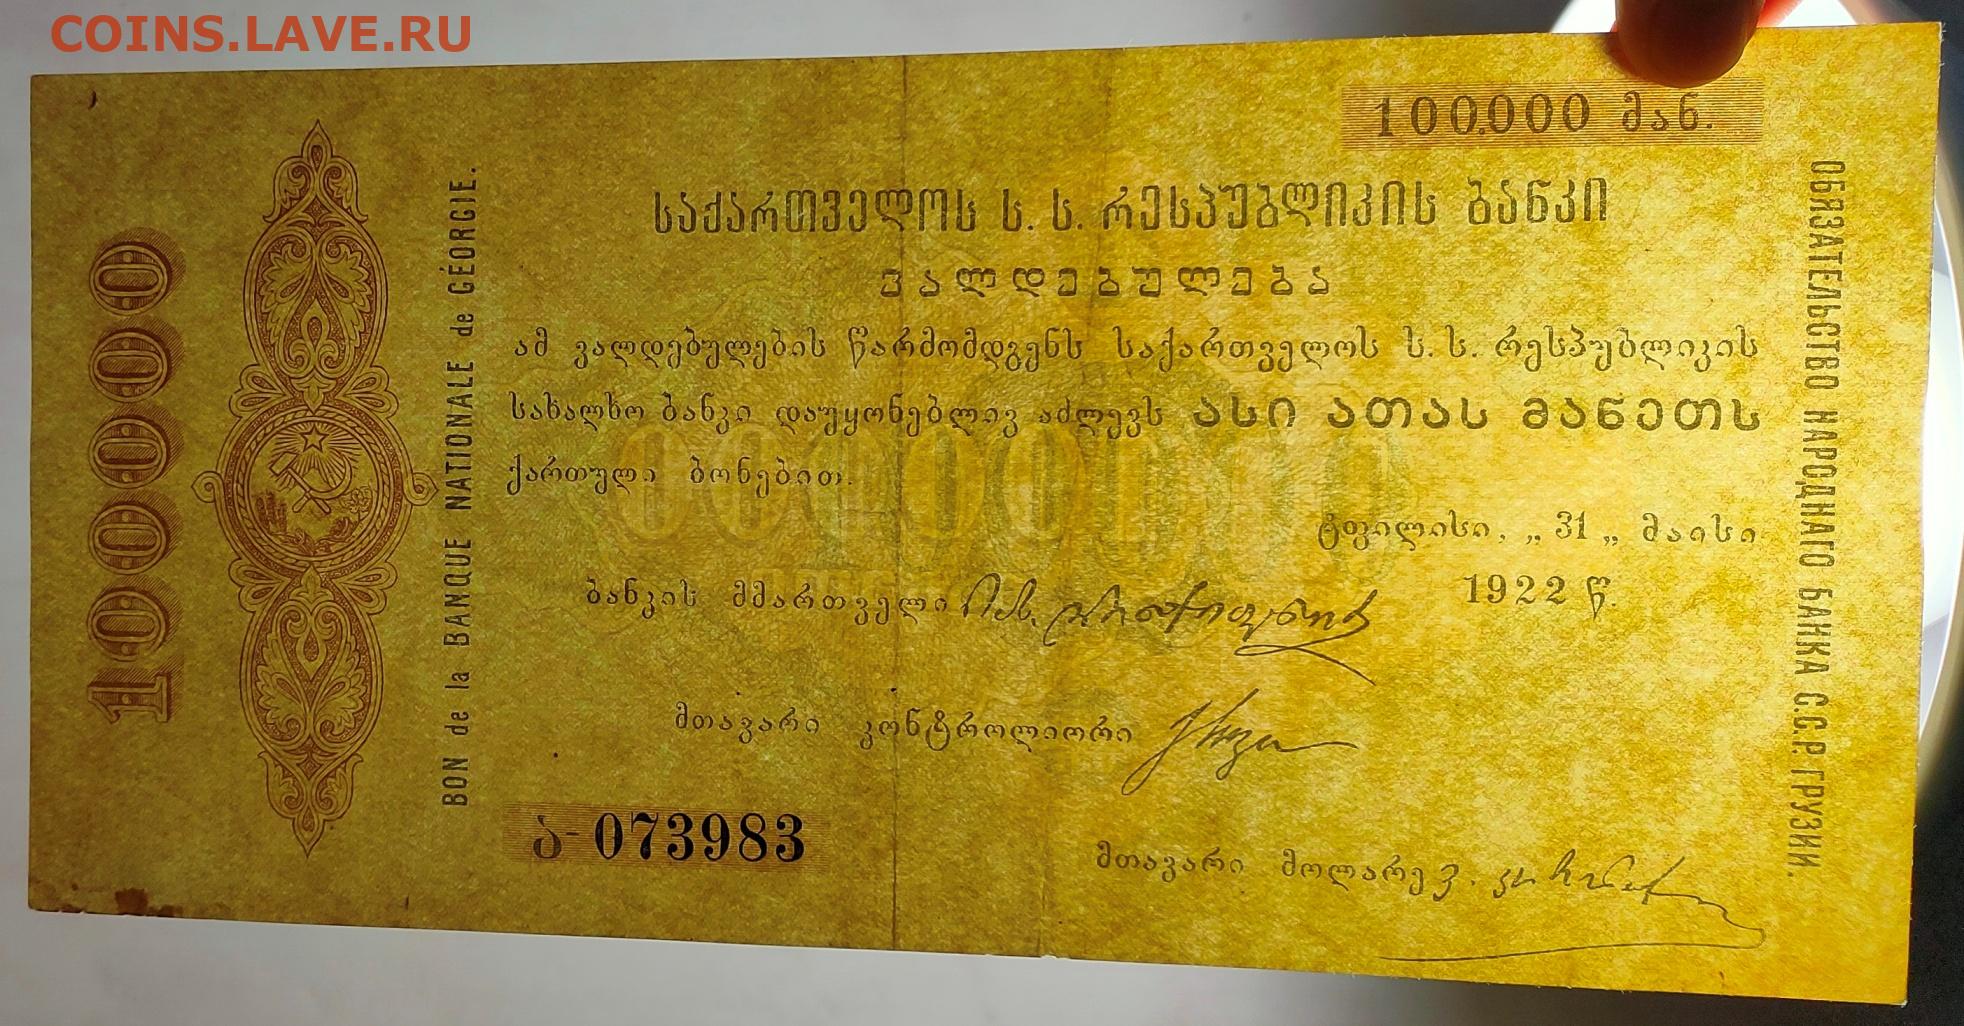 COINS.LAVE.RU
100.000 მან.
საქართველოს ს. ს. რესპუბლიკის ბანკი
ვალდებულება
ამ ვალდებულების წარმომდგენს საქართველოს ს. ს. რესპუბლიკის
სახალხო ბანკი დაუყონებლივ აძლევს ასი ათას მანეთს
ქართული ბონებით.
ტფილისი, „31„ მაისი
1922 წ.
ბანკის მმართველი
მთავარი კონტროლიორი
ა-073983
მთავარი მოლარე
100000
BON de la BANQUE NATIONALE de GÉORGIE.
ОБЯЗАТЕЛЬСТВО НАРОДНАГО БАНКА С.С.Р. ГРУЗИИ.